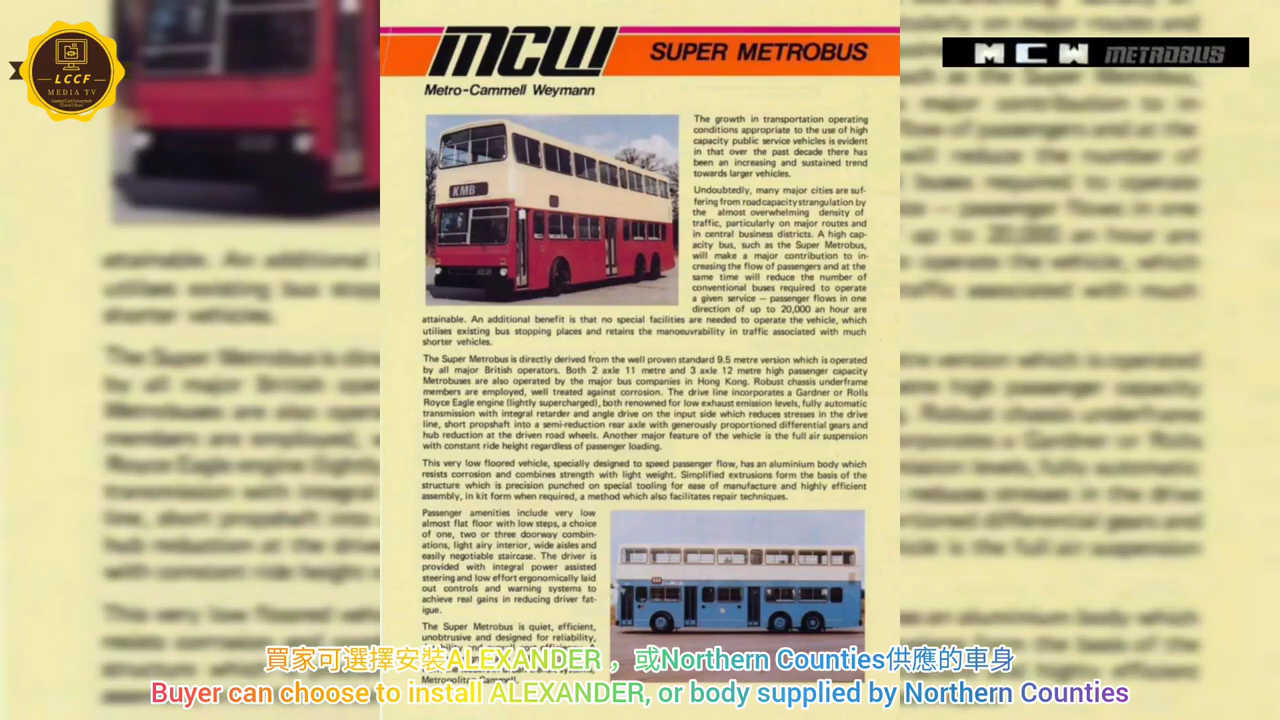 LCCF
MEDIA TV
MCW
SUPER METROBUS
Metro-Cammell Weymann
MCW METROBUS
KMB
The growth in transportation operating
conditions appropriate to the use of high
capacity public service vehicles is evident
in that over the past decade there has
been an increasing and sustained trend
towards larger vehicles.
Undoubtedly, many major cities are suf-
fering from road capacity strangulation by
the almost overwhelming density of
traffic, particularly on major routes and
in central business districts. A high cap-
acity bus, such as the Super Metrobus,
will make a major contribution to in-
creasing the flow of passengers and at the
same time will reduce the number of
conventional buses required to operate
a given service – passenger flows in one
direction of up to 20,000 an hour are
attainable. An additional benefit is that no special facilities are needed to operate the vehicle, which
utilises existing bus stopping places and retains the manoeuvrability in traffic associated with much
shorter vehicles.
The Super Metrobus is directly derived from the well proven standard 9.5 metre version which is operated
by all major British operators. Both 2 axle 11 metre and 3 axle 12 metre high passenger capacity
Metrobuses are also operated by the major bus companies in Hong Kong. Robust chassis underframe
members are employed, well treated against corrosion. The drive line incorporates a Gardner or Rolls
Royce Eagle engine (lightly supercharged), both renowned for low exhaust emission levels, fully automatic
transmission with integral retarder and angle drive on the input side which reduces stresses in the drive
line, short propshaft into a semi-reduction rear axle with generously proportioned differential gears and
hub reduction at the driven road wheels. Another major feature of the vehicle is the full air suspension
with constant ride height regardless of passenger loading.
This very low floored vehicle, specially designed to speed passenger flow, has an aluminium body which
resists corrosion and combines strength with light weight. Simplified extrusions form the basis of the
structure which is precision punched on special tooling for ease of manufacture and highly efficient
assembly, in kit form when required, a method which also facilitates repair techniques.
Passenger amenities include very low
almost flat floor with low steps, a choice
of one, two or three doorway combin-
ations, light airy interior, wide aisles and
easily negotiable staircase. The driver is
provided with integral power assisted
steering and low effort ergonomically laid
out controls and warning systems to
achieve real gains in reducing driver fat-
igue.
The Super Metrobus is quiet, efficient,
unobtrusive and designed for reliability,
Metropolitan Cammell.
買家可選擇安裝ALEXANDER ，或Northern Counties供應的車身
Buyer can choose to install ALEXANDER, or body supplied by Northern Counties